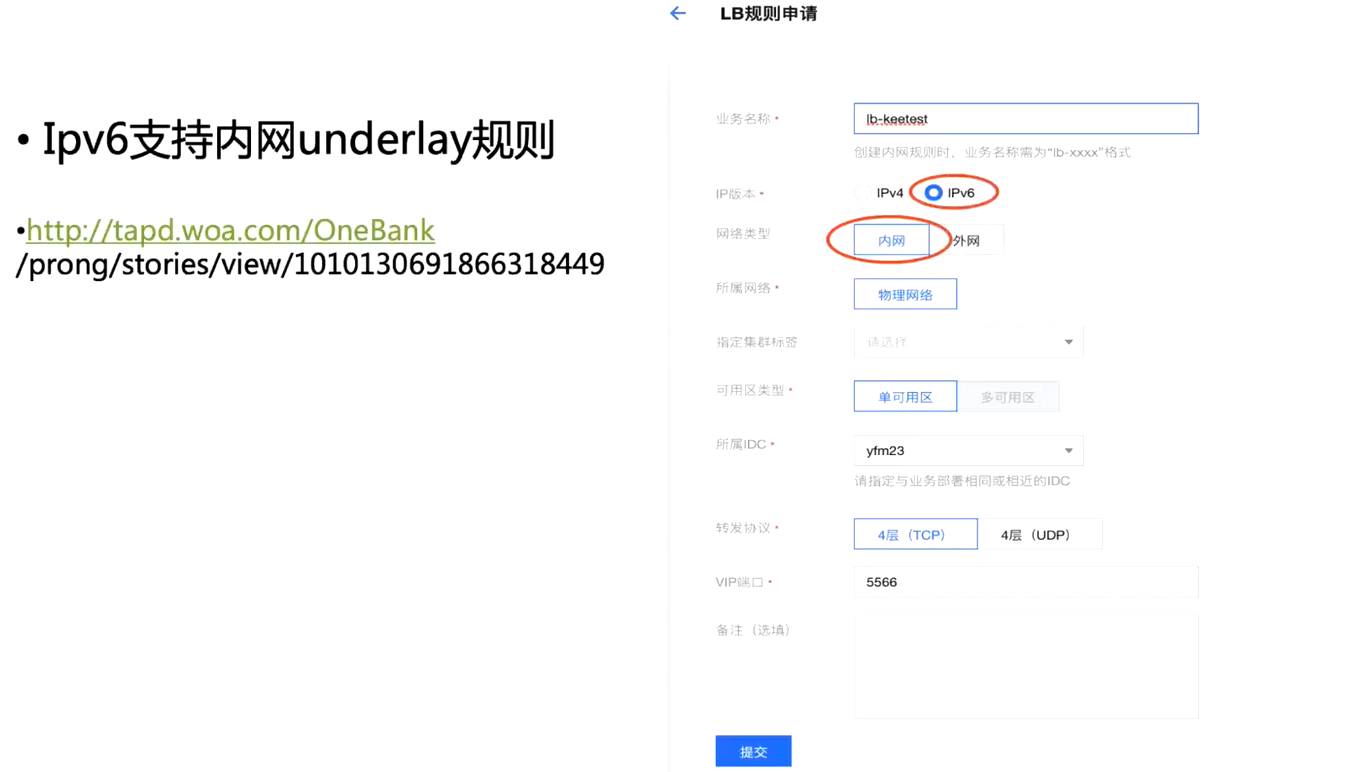 LB规则申请
• Ipv6支持内网underlay规则
•http://tapd.woa.com/OneBank
/prong/stories/view/1010130691866318449
业务名称 *
lb-keetest
创建内网规则时，业务名称需为“lb-xxxx”格式
IP版本 *
IPv4 IPv6
网络类型
内网 外网
所属网络 *
物理网络
指定集群标签
请选择
可用区类型 *
单可用区 多可用区
所属IDC *
yfm23
请指定与业务部署相同或相近的IDC
转发协议 *
4层（TCP） 4层（UDP）
VIP端口 *
5566
备注（选填）
提交